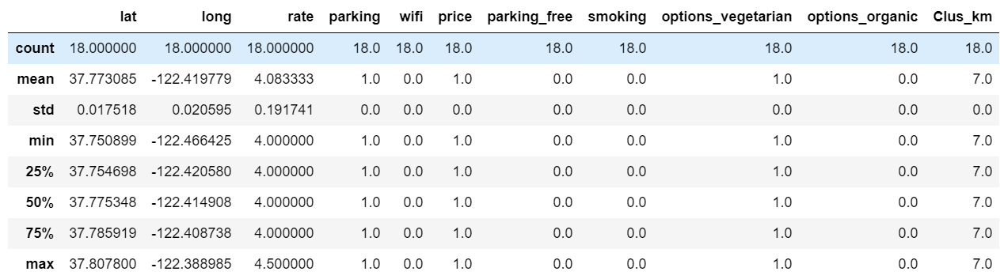 lat long rate parking wifi price parking_free smoking options_vegetarian options_organic Clus_km
count 18.000000 18.000000 18.000000 18.0 18.0 18.0 18.0 18.0 18.0 18.0 18.0
mean 37.773085 -122.419779 4.083333 1.0 0.0 1.0 0.0 0.0 1.0 0.0 7.0
std 0.017518 0.020595 0.191741 0.0 0.0 0.0 0.0 0.0 0.0 0.0 0.0
min 37.750899 -122.466425 4.000000 1.0 0.0 1.0 0.0 0.0 1.0 0.0 7.0
25% 37.754698 -122.420580 4.000000 1.0 0.0 1.0 0.0 0.0 1.0 0.0 7.0
50% 37.775348 -122.414908 4.000000 1.0 0.0 1.0 0.0 0.0 1.0 0.0 7.0
75% 37.785919 -122.408738 4.000000 1.0 0.0 1.0 0.0 0.0 1.0 0.0 7.0
max 37.807800 -122.388985 4.500000 1.0 0.0 1.0 0.0 0.0 1.0 0.0 7.0